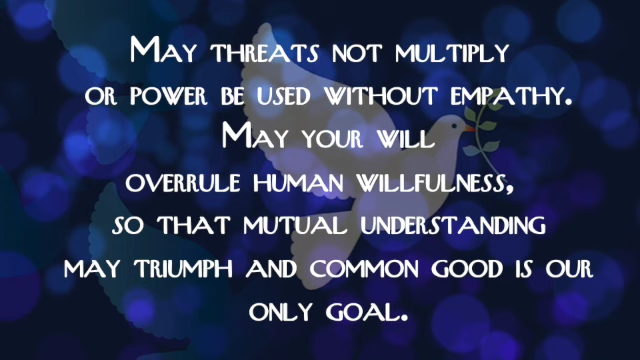 May threats not multiply
or power be used without empathy.
May your will
overrule human willfulness,
so that mutual understanding
may triumph and common good is our
only goal.